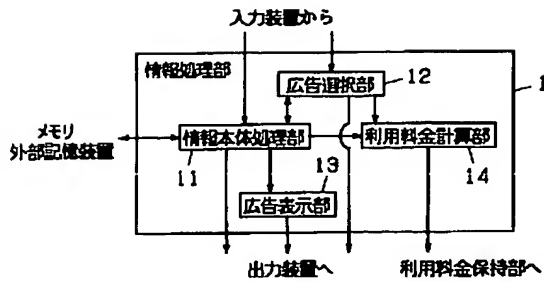 入力装置から
情報処理部
1
広告選択部
12
メモリ
外部記憶装置
情報本体処理部
利用料金計算部
11
13
14
広告表示部
出力装置へ
利用料金保持部へ